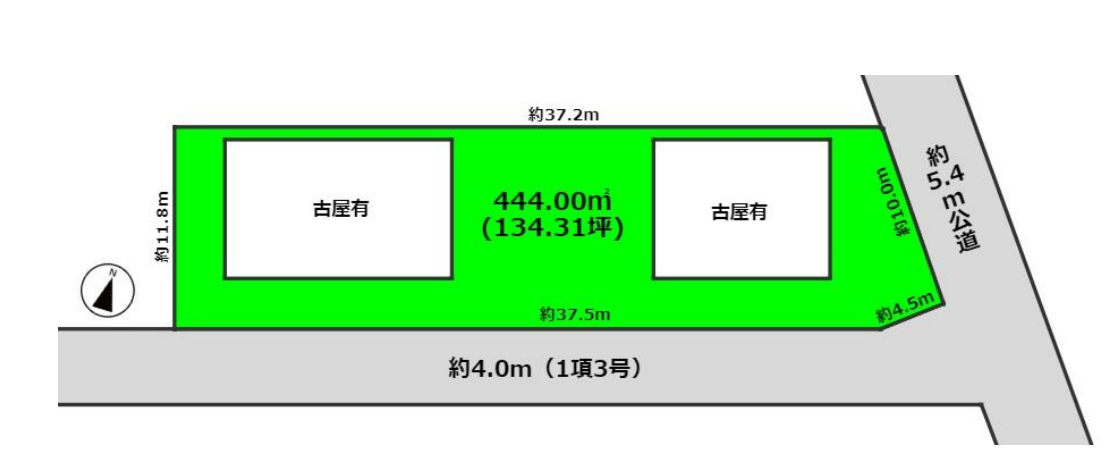 約37.2m
約11.8m
古屋有
444.00㎡
(134.31坪)
古屋有
約10.0m
約5.4m公道
N
約37.5m
約4.5m
約4.0m（1項3号）